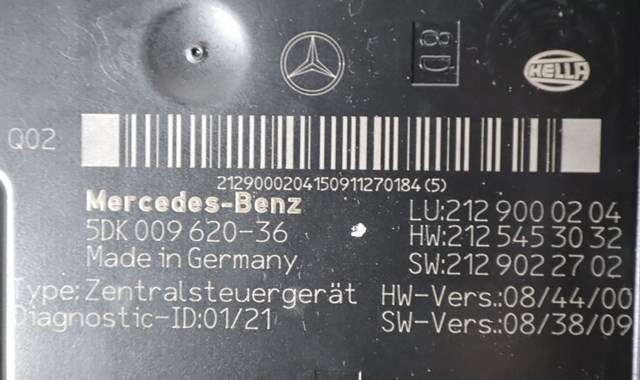 8D
HELLA
Q02
2129000204150911270184(5)
Mercedes-Benz LU:212 900 02 04
5DK 009 620-36 HW:212 545 30 32
Made in Germany SW:212 902 27 02
Type: Zentralsteuergerät HW-Vers.:08/44/00
Diagnostic-ID:01/21 SW-Vers.:08/38/09